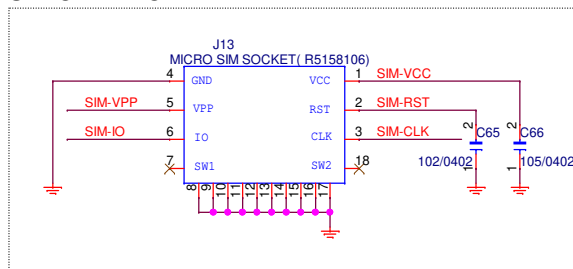 J13
MICRO SIM SOCKET( R5158106)
4 GND VCC 1 SIM-VCC
SIM-VPP 5 VPP RST 2 SIM-RST
SIM-IO 6 IO CLK 3 SIM-CLK
7 SW1 SW2 18
2 C65 2 C66
102/0402 1 1 105/0402
8 9 10 11 12 13 14 15 16 17